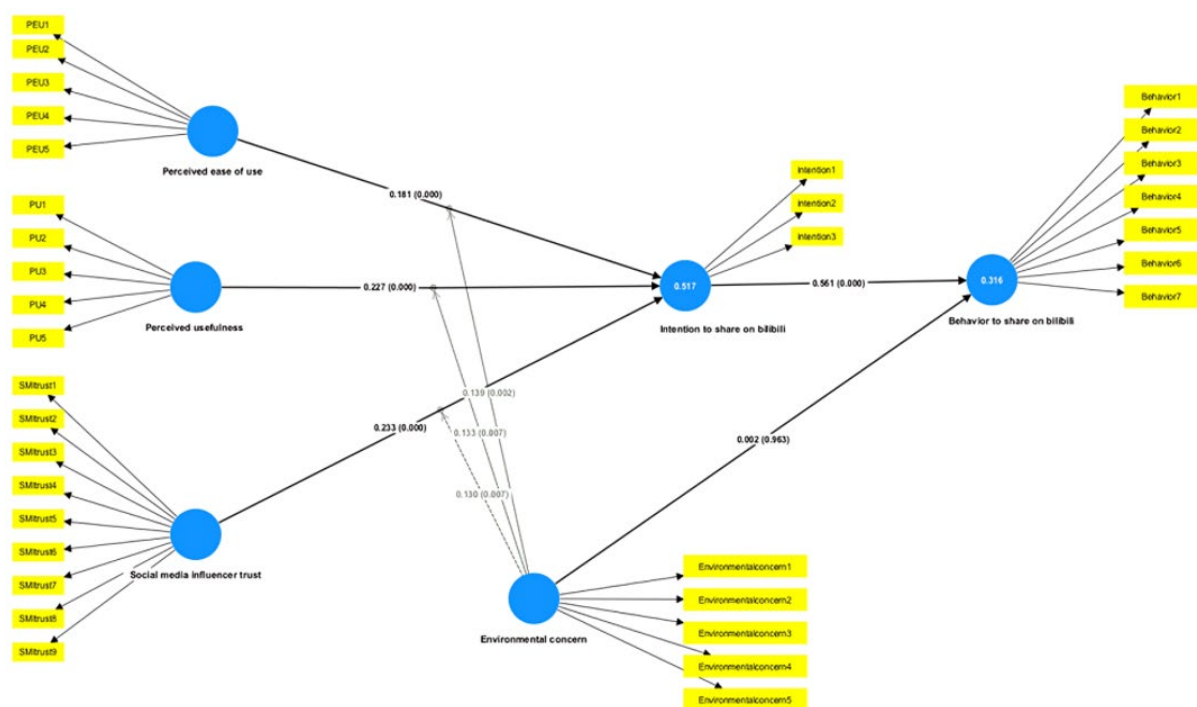 PEU1
PEU2
PEU3
PEU4
PEU5
Perceived ease of use
0.181 (0.000)
PU1
PU2
PU3
PU4
PU5
Perceived usefulness
0.227 (0.000)
SMItrust1
SMItrust2
SMItrust3
SMItrust4
SMItrust5
SMItrust6
SMItrust7
SMItrust8
SMItrust9
Social media influencer trust
0.233 (0.000)
0.139 (0.002)
0.133 (0.007)
0.130 (0.007)
Intention1
Intention2
Intention3
0.517
Intention to share on bilibili
0.561 (0.000)
Behavior1
Behavior2
Behavior3
Behavior4
Behavior5
Behavior6
Behavior7
0.316
Behavior to share on bilibili
0.002 (0.963)
Environmental concern
Environmentalconcern1
Environmentalconcern2
Environmentalconcern3
Environmentalconcern4
Environmentalconcern5